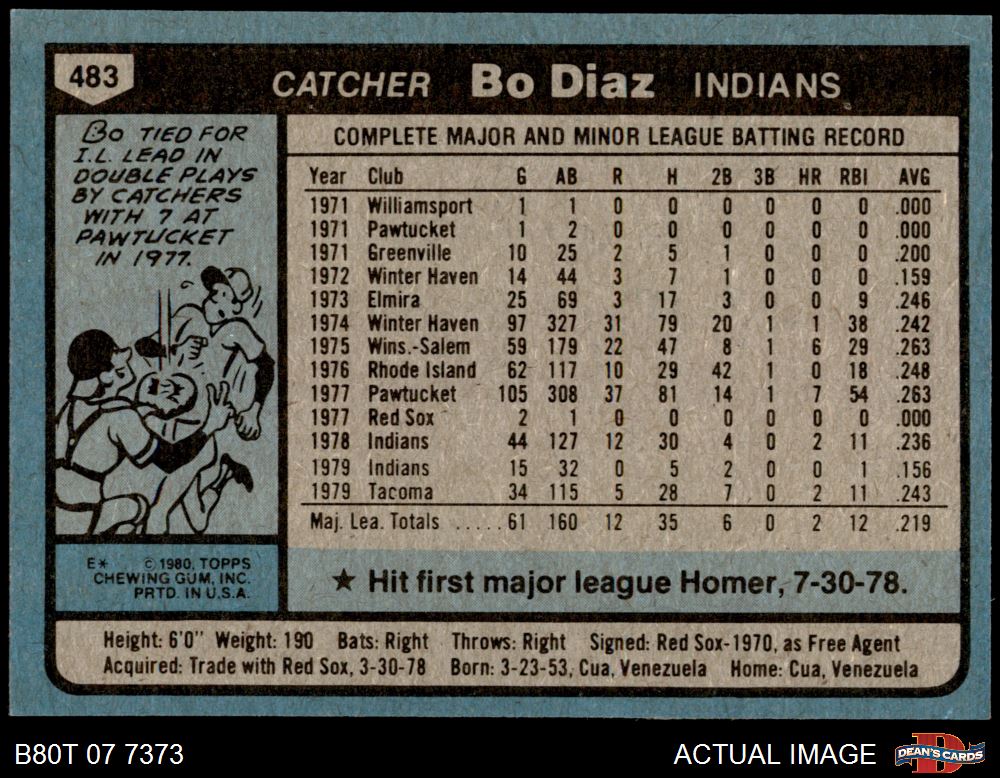 483
CATCHER Bo Diaz INDIANS
Bo TIED FOR
I.L. LEAD IN
DOUBLE PLAYS
BY CATCHERS
WITH 7 AT
PAWTUCKET
IN 1977.
COMPLETE MAJOR AND MINOR LEAGUE BATTING RECORD
Year Club G AB R H 2B 3B HR RBI AVG
1971 Williamsport 1 1 0 0 0 0 0 0 .000
1971 Pawtucket 1 2 0 0 0 0 0 0 .000
1971 Greenville 10 25 2 5 1 0 0 0 .200
1972 Winter Haven 14 44 3 7 1 0 0 0 .159
1973 Elmira 25 69 3 17 3 0 0 9 .246
1974 Winter Haven 97 327 31 79 20 1 1 38 .242
1975 Wins.-Salem 59 179 22 47 8 1 6 29 .263
1976 Rhode Island 62 117 10 29 42 1 0 18 .248
1977 Pawtucket 105 308 37 81 14 1 7 54 .263
1977 Red Sox 2 1 0 0 0 0 0 0 .000
1978 Indians 44 127 12 30 4 0 2 11 .236
1979 Indians 15 32 0 5 2 0 0 1 .156
1979 Tacoma 34 115 5 28 7 0 2 11 .243
Maj. Lea. Totals .....61 160 12 35 6 0 2 12 .219
E* © 1980, TOPPS
CHEWING GUM, INC.
PRTD. IN U.S.A.
★ Hit first major league Homer, 7-30-78.
Height: 6'0" Weight: 190 Bats: Right Throws: Right Signed: Red Sox-1970, as Free Agent
Acquired: Trade with Red Sox, 3-30-78 Born: 3-23-53, Cua, Venezuela Home: Cua, Venezuela
B80T 07 7373
ACTUAL IMAGE
DEAN'S CARDS